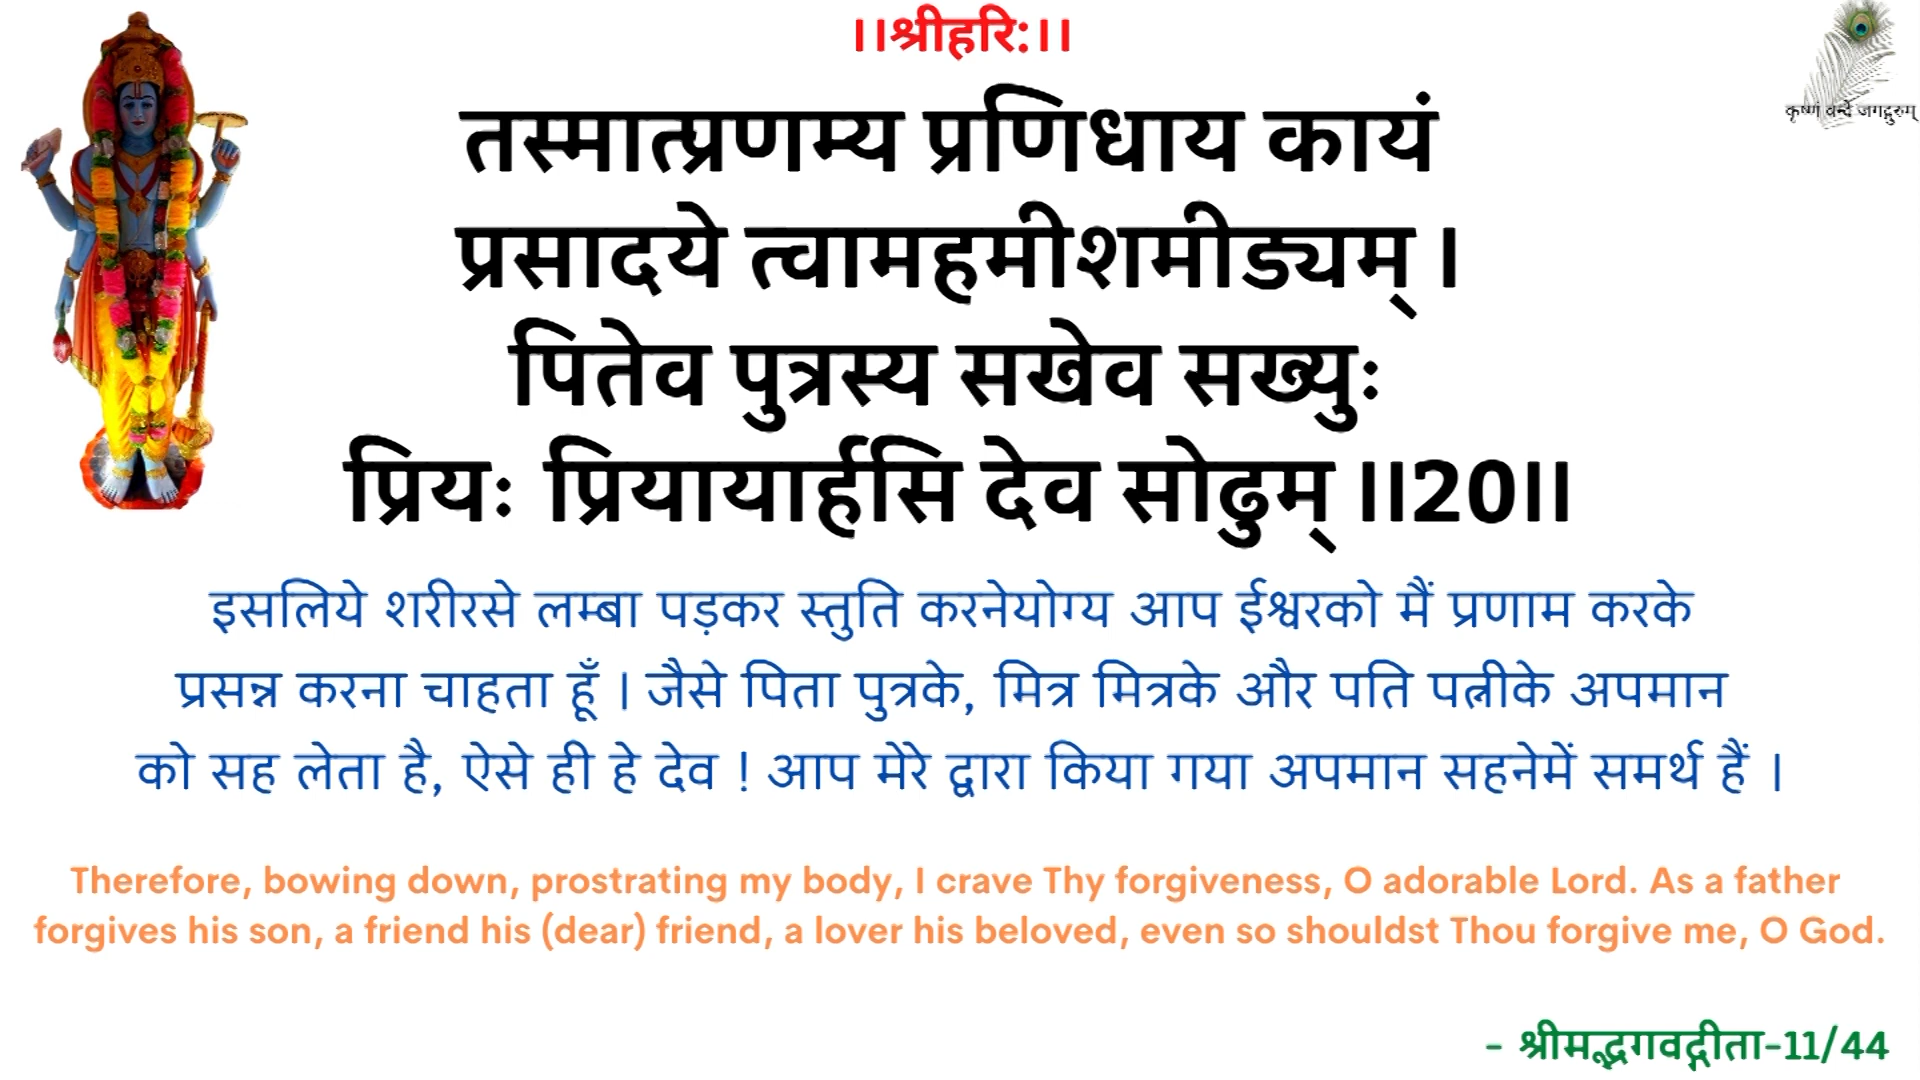 ।।श्रीहरिः।।
कृष्णं वन्दे जगद्गुरुम्
तस्मात्प्रणम्य प्रणिधाय कायं
प्रसादये त्वामहमीशमीड्यम् ।
पितेव पुत्रस्य सखेव सख्युः
प्रियः प्रियायार्हसि देव सोढुम् ।।20।।
इसलिये शरीरसे लम्बा पड़कर स्तुति करनेयोग्य आप ईश्वरको मैं प्रणाम करके
प्रसन्न करना चाहता हूँ । जैसे पिता पुत्रके, मित्र मित्रके और पति पत्नीके अपमान
को सह लेता है, ऐसे ही हे देव ! आप मेरे द्वारा किया गया अपमान सहनेमें समर्थ हैं ।
Therefore, bowing down, prostrating my body, I crave Thy forgiveness, O adorable Lord. As a father
forgives his son, a friend his (dear) friend, a lover his beloved, even so shouldst Thou forgive me, O God.
- श्रीमद्भगवद्गीता-11/44